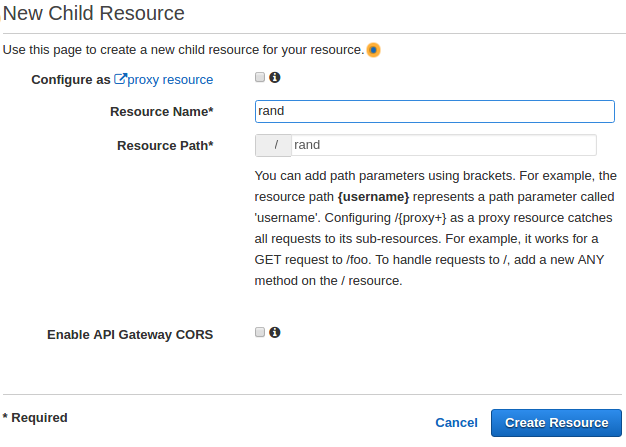 New Child Resource
Use this page to create a new child resource for your resource.
Configure as proxy resource
Resource Name* rand
Resource Path* / rand
You can add path parameters using brackets. For example, the
resource path {username} represents a path parameter called
'username'. Configuring /{proxy+} as a proxy resource catches
all requests to its sub-resources. For example, it works for a
GET request to /foo. To handle requests to /, add a new ANY
method on the / resource.
Enable API Gateway CORS
* Required
Cancel Create Resource